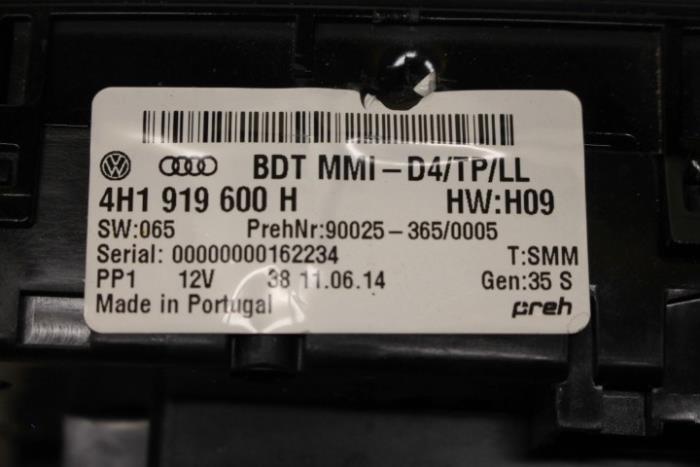 BDT MMI-D4/TP/LL
4H1 919 600 H HW:H09
SW:065 PrehNr:90025-365/0005
Serial: 00000000162234 T:SMM
PP1 12V 38 11.06.14 Gen:35 S
Made in Portugal preh